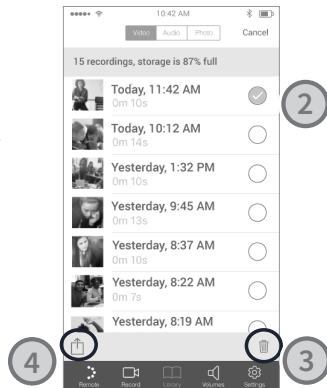 10:42 AM
Video Audio Photo Cancel
15 recordings, storage is 87% full
Today, 11:42 AM
0m 10s
2
Today, 10:12 AM
0m 14s
Yesterday, 1:32 PM
0m 10s
Yesterday, 9:45 AM
0m 13s
Yesterday, 8:37 AM
0m 10s
Yesterday, 8:22 AM
0m 7s
Yesterday, 8:19 AM
4
3
Remote Record Library Volumes Settings